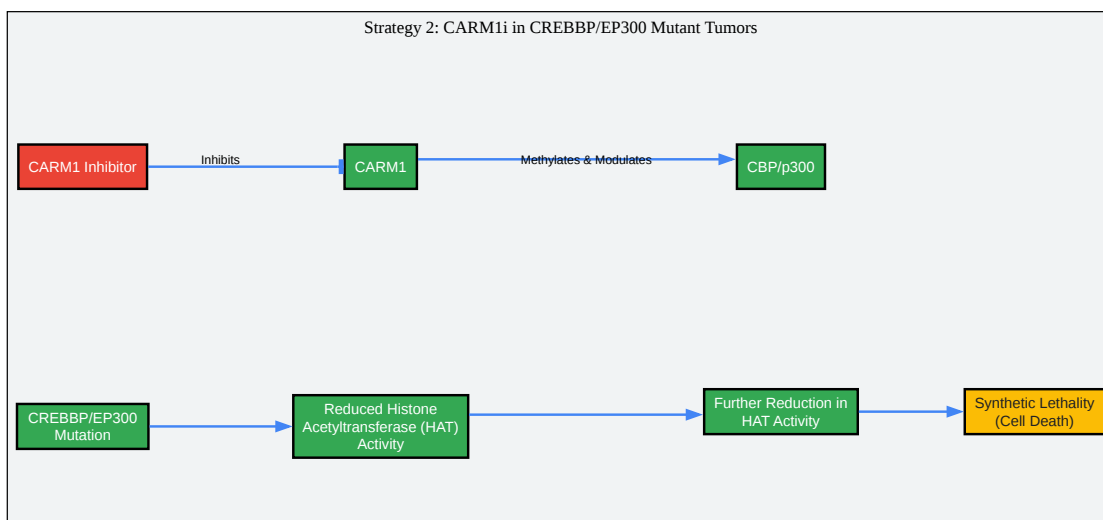 Strategy 2: CARM1i in CREBBP/EP300 Mutant Tumors
CARM1 Inhibitor
Inhibits
CARM1
Methylates & Modulates
CBP/p300
CREBBP/EP300
Mutation
Reduced Histone
Acetyltransferase (HAT)
Activity
Further Reduction in
HAT Activity
Synthetic Lethality
(Cell Death)